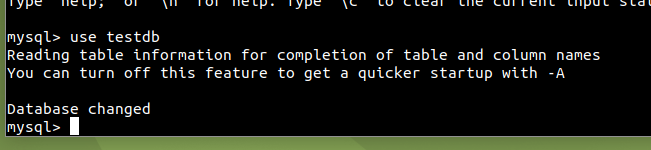 Type 'help;' or '\h' for help. Type '\c' to clear the current input stat
mysql> use testdb
Reading table information for completion of table and column names
You can turn off this feature to get a quicker startup with -A
Database changed
mysql>